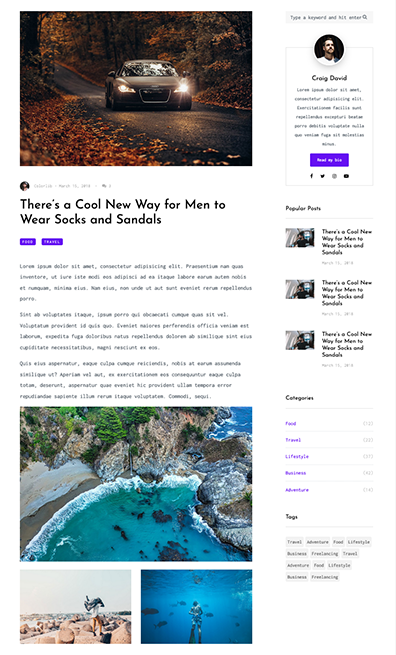 Type a keyword and hit enter
Colorlib
March 15, 2018
3
There's a Cool New Way for Men to
Wear Socks and Sandals
FOOD TRAVEL
Lorem ipsum dolor sit amet, consectetur adipisicing elit. Praesentium nam quas
inventore, ut iure iste modi eos adipisci ad ea itaque labore earum autem nobis
et numquam, minima eius. Nam eius, non unde ut aut sunt eveniet rerum repellendus
porro.
Sint ab voluptates itaque, ipsum porro qui obcaecati cumque quas sit vel.
Voluptatum provident id quis quo. Eveniet maiores perferendis officia veniam est
laborum, expedita fuga doloribus natus repellendus dolorem ab similique sint eius
cupiditate necessitatibus, magni nesciunt ex eos.
Quis eius aspernatur, eaque culpa cumque reiciendis, nobis at earum assumenda
similique ut? Aperiam vel aut, ex exercitationem eos consequuntur eaque culpa
totam, deserunt, aspernatur quae eveniet hic provident ullam tempora error
repudiandae sapiente illum rerum itaque voluptatem. Commodi, sequi.
Craig David
Lorem ipsum dolor sit amet,
consectetur adipisicing elit.
Exercitationem facilis sunt
repellendus excepturi beatam
porro debitis voluptate nulla
quo veniam fuga sit molestias
minus.
Read my bio
Popular Posts
There's a Cool New
Way for Men to
Wear Socks and
Sandals
March 15, 2018
There's a Cool New
Way for Men to
Wear Socks and
Sandals
March 15, 2018
There's a Cool New
Way for Men to
Wear Socks and
Sandals
March 15, 2018
Categories
Food (12)
Travel (22)
Lifestyle (37)
Business (42)
Adventure (14)
Tags
Travel Adventure Food Lifestyle
Business Freelancing Travel
Adventure Food Lifestyle
Business Freelancing